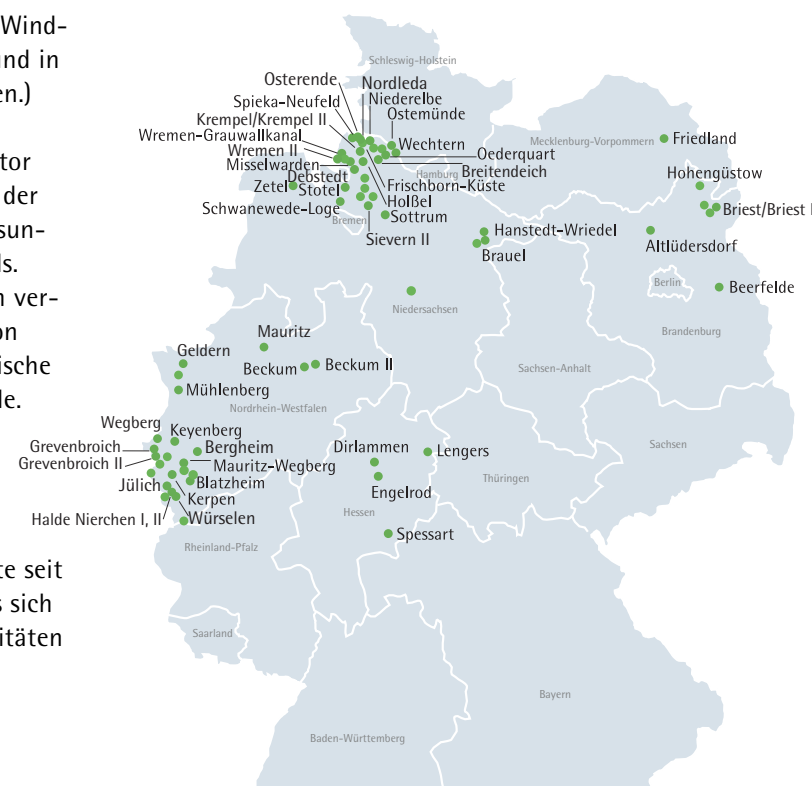 Wind-
und in
en.)
tor
der
sun-
ls.
n ver-
on
ische
de.
te seit
s sich
itäten
Schleswig-Holstein
Osterende
Nordleda
Spieka-Neufeld
Niederelbe
Krempel/Krempel II
Ostemünde
Wremen-Grauwallkanal
Wechtern
Mecklenburg-Vorpommern
Friedland
Wremen II
Oederquart
Misselwarden
Breitendeich
Hamburg
Hohengüstow
Debstedt
Zetel
Stotel
Frischborn-Küste
Holßel
Schwanewede-Loge
Bremen
Sottrum
Briest/Briest I
Sievern II
Hanstedt-Wriedel
Altlüdersdorf
Brauel
Berlin
Beerfelde
Niedersachsen
Brandenburg
Mauritz
Geldern
Beckum
Beckum II
Sachsen-Anhalt
Mühlenberg
Nordrhein-Westfalen
Wegberg
Keyenberg
Grevenbroich
Bergheim
Dirlammen
Lengers
Sachsen
Grevenbroich II
Mauritz-Wegberg
Thüringen
Jülich
Blatzheim
Engelrod
Kerpen
Halde Nierchen I, II
Würselen
Hessen
Spessart
Rheinland-Pfalz
Saarland
Bayern
Baden-Württemberg